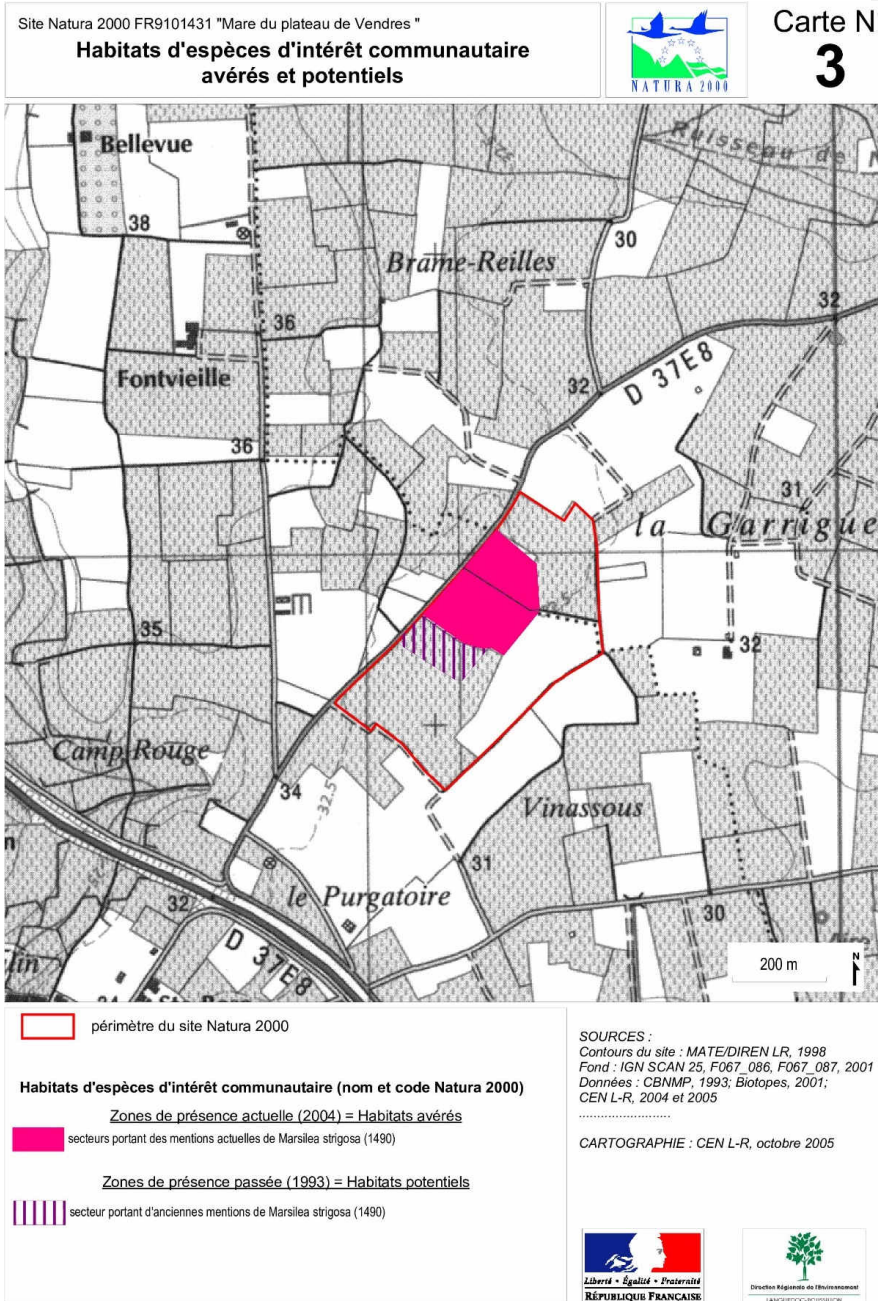 Site Natura 2000 FR9101431 "Mare du plateau de Vendres "
Habitats d'espèces d'intérêt communautaire
avérés et potentiels
NATURA 2000
Carte N
3
Bellevue
38
Ruisseau de
Brame-Reilles
30
32
36
Fontvieille
32
D 37E8
36
31
la Garrigue
32.5
35
32
Camp Rouge
34
32.5
Vinassous
31
le Purgatoire
32
30
D 37E8
200 m
N
périmètre du site Natura 2000
Habitats d'espèces d'intérêt communautaire (nom et code Natura 2000)
Zones de présence actuelle (2004) = Habitats avérés
secteurs portant des mentions actuelles de Marsilea strigosa (1490)
Zones de présence passée (1993) = Habitats potentiels
secteur portant d'anciennes mentions de Marsilea strigosa (1490)
SOURCES :
Contours du site : MATE/DIREN LR, 1998
Fond : IGN SCAN 25, F067_086, F067_087, 2001
Données : CBNMP, 1993; Biotopes, 2001;
CEN L-R, 2004 et 2005
........................
CARTOGRAPHIE : CEN L-R, octobre 2005
Liberté • Égalité • Fraternité
RÉPUBLIQUE FRANÇAISE
Direction Régionale de l'Environnement
LANGUEDOC-ROUSSILLON